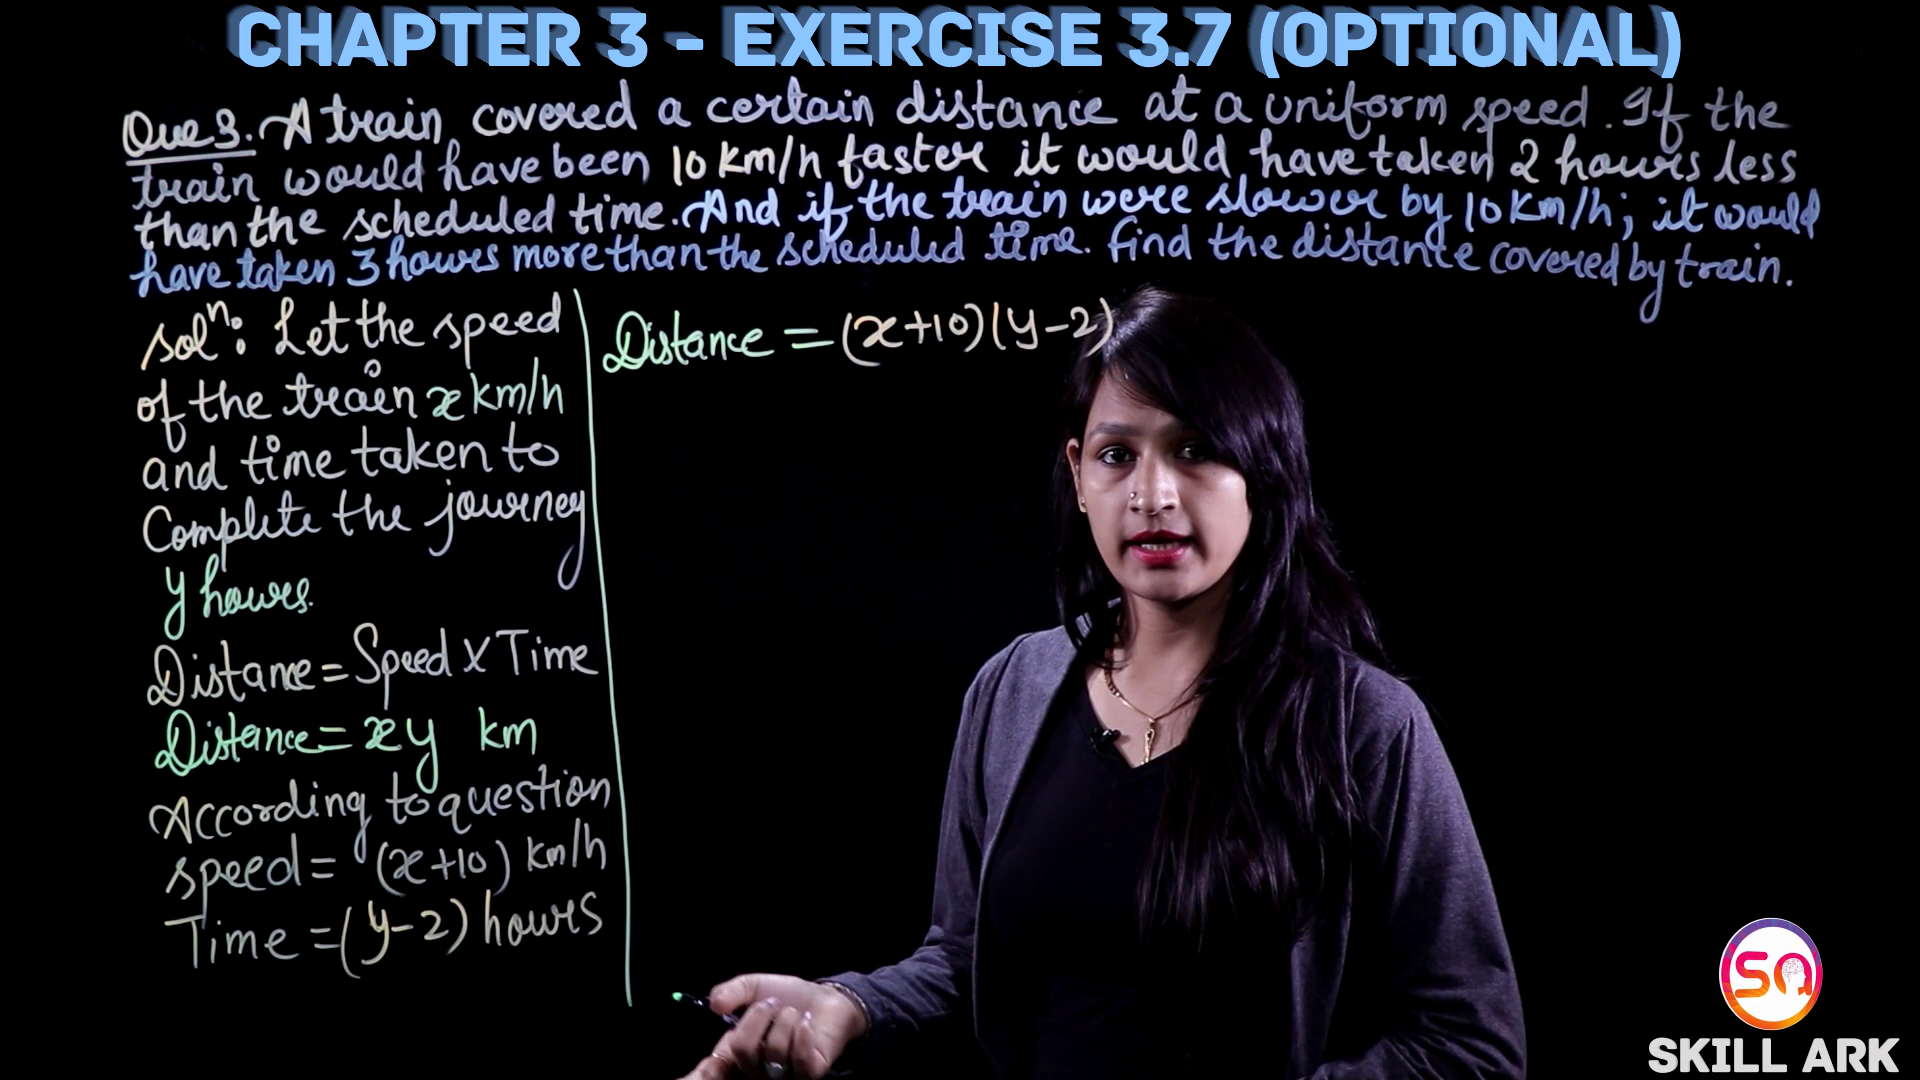 CHAPTER 3 - EXERCISE 3.7 (OPTIONAL)
Que 3. A train covered a certain distance at a uniform speed. If the
train would have been 10 km/h faster it would have taken 2 hours less
than the scheduled time. And if the train were slower by 10 km/h; it would
have taken 3 hours more than the scheduled time. find the distance covered by train.
solⁿ: Let the speed
of the train x km/h
and time taken to
Complete the journey
y hours.
Distance = Speed X Time
Distance = xy km
According to question
speed = (x+10) km/h
Time = (y-2) hours
Distance = (x+10)(y-2)
SA
SKILL ARK